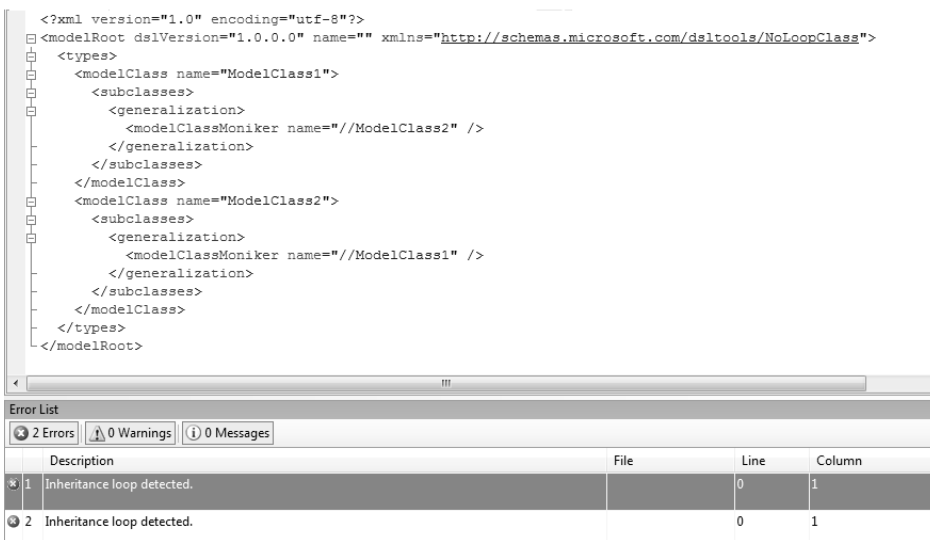 <?xml version="1.0" encoding="utf-8"?>
<modelRoot dslVersion="1.0.0.0" name="" xmlns="http://schemas.microsoft.com/dsltools/NoLoopClass">
<types>
<modelClass name="ModelClass1">
<subclasses>
<generalization>
<modelClassMoniker name="//ModelClass2" />
</generalization>
</subclasses>
</modelClass>
<modelClass name="ModelClass2">
<subclasses>
<generalization>
<modelClassMoniker name="//ModelClass1" />
</generalization>
</subclasses>
</modelClass>
</types>
</modelRoot>
Error List
2 Errors 0 Warnings 0 Messages
Description File Line Column
1 Inheritance loop detected. 0 1
2 Inheritance loop detected. 0 1